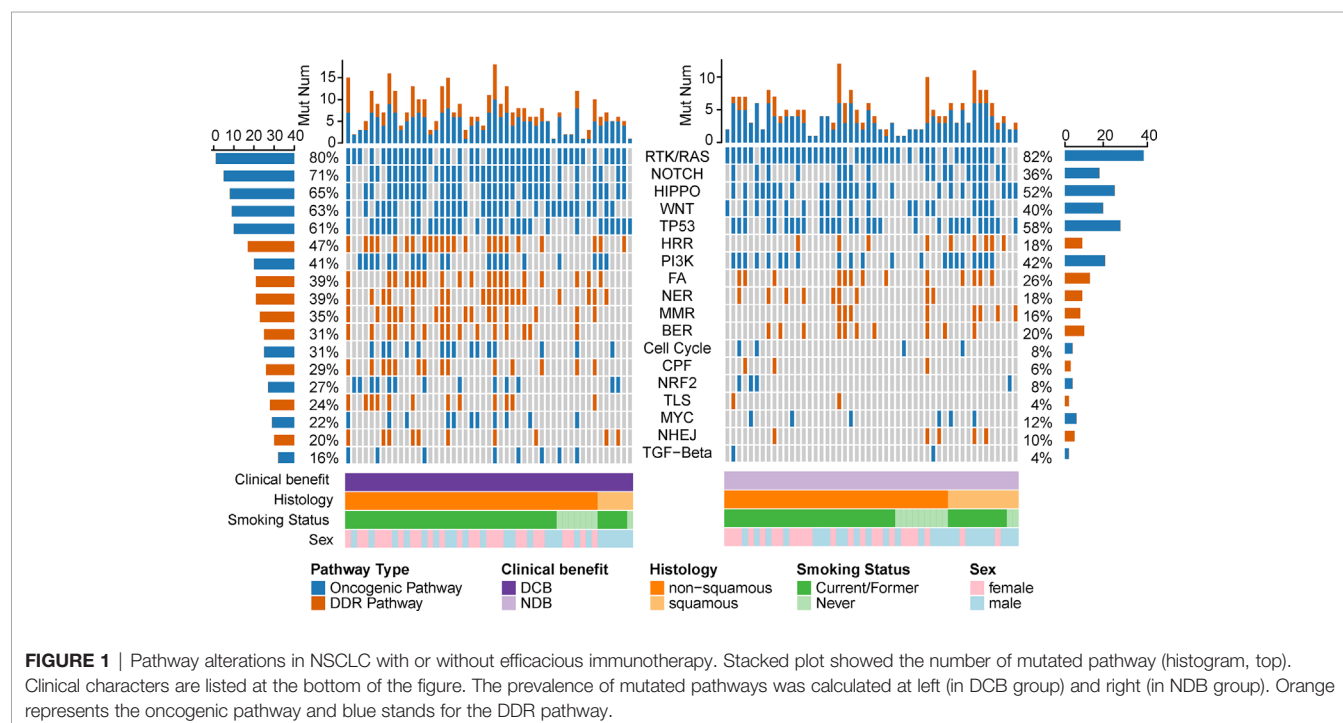 Mut Num
15
10
5
0
Mut Num
10
5
0
0 10 20 30 40
0 20 40
80% RTK/RAS 82%
71% NOTCH 36%
65% HIPPO 52%
63% WNT 40%
61% TP53 58%
47% HRR 18%
41% PI3K 42%
39% FA 26%
39% NER 18%
35% MMR 16%
31% BER 20%
31% Cell Cycle 8%
29% CPF 6%
27% NRF2 8%
24% TLS 4%
22% MYC 12%
20% NHEJ 10%
16% TGF−Beta 4%
Clinical benefit
Histology
Smoking Status
Sex
Pathway Type Clinical benefit Histology Smoking Status Sex
Oncogenic Pathway DCB non−squamous Current/Former female
DDR Pathway NDB squamous Never male
FIGURE 1 | Pathway alterations in NSCLC with or without efficacious immunotherapy. Stacked plot showed the number of mutated pathway (histogram, top).
Clinical characters are listed at the bottom of the figure. The prevalence of mutated pathways was calculated at left (in DCB group) and right (in NDB group). Orange
represents the oncogenic pathway and blue stands for the DDR pathway.